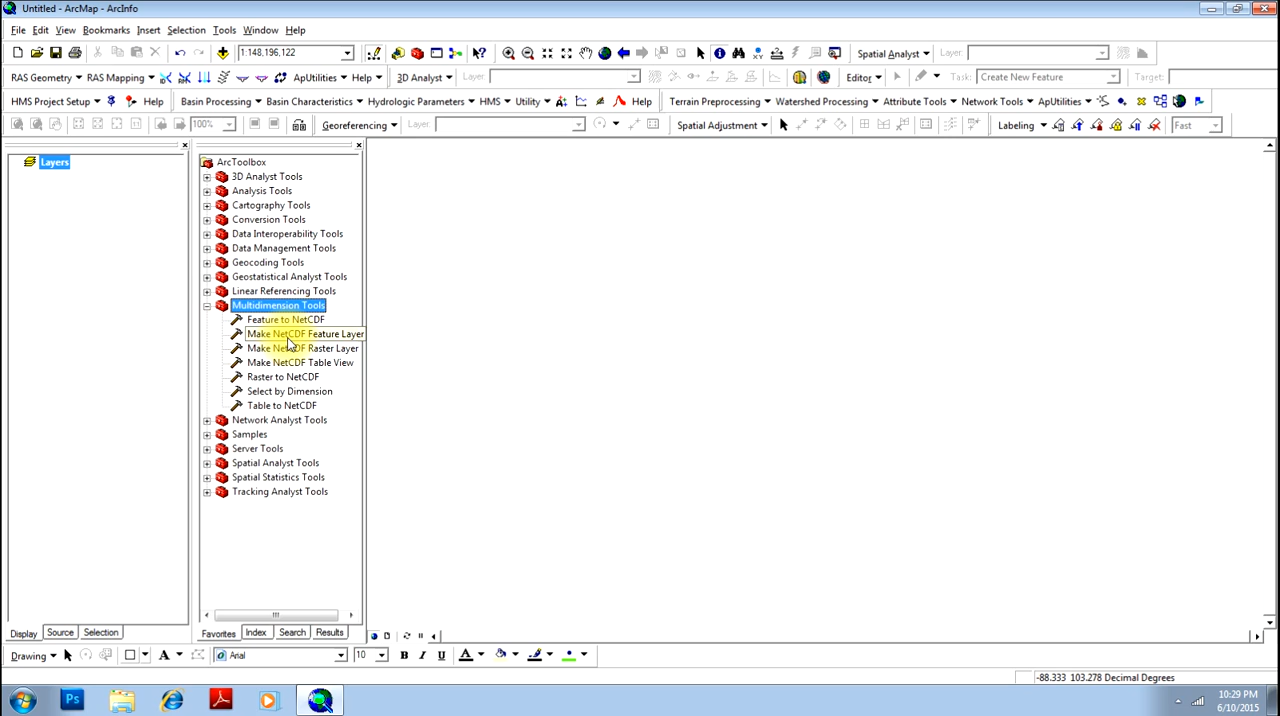 Untitled - ArcMap - ArcInfo
File Edit View Bookmarks Insert Selection Tools Window Help
1:148,196,122 Spatial Analyst Layer:
RAS Geometry RAS Mapping ApUtilities Help 3D Analyst Layer: Editor Task: Create New Feature Target:
HMS Project Setup Help Basin Processing Basin Characteristics Hydrologic Parameters HMS Utility Help Terrain Preprocessing Watershed Processing Attribute Tools Network Tools ApUtilities
100% Georeferencing Layer: Spatial Adjustment Labeling Fast
Layers
ArcToolbox
3D Analyst Tools
Analysis Tools
Cartography Tools
Conversion Tools
Data Interoperability Tools
Data Management Tools
Geocoding Tools
Geostatistical Analyst Tools
Linear Referencing Tools
Multidimension Tools
Feature to NetCDF
Make NetCDF Feature Layer
Make NetCDF Raster Layer
Make NetCDF Table View
Raster to NetCDF
Select by Dimension
Table to NetCDF
Network Analyst Tools
Samples
Server Tools
Spatial Analyst Tools
Spatial Statistics Tools
Tracking Analyst Tools
Display Source Selection
Favorites Index Search Results
Drawing A Arial 10 B I U A
-88.333 103.278 Decimal Degrees
10:29 PM
6/10/2015